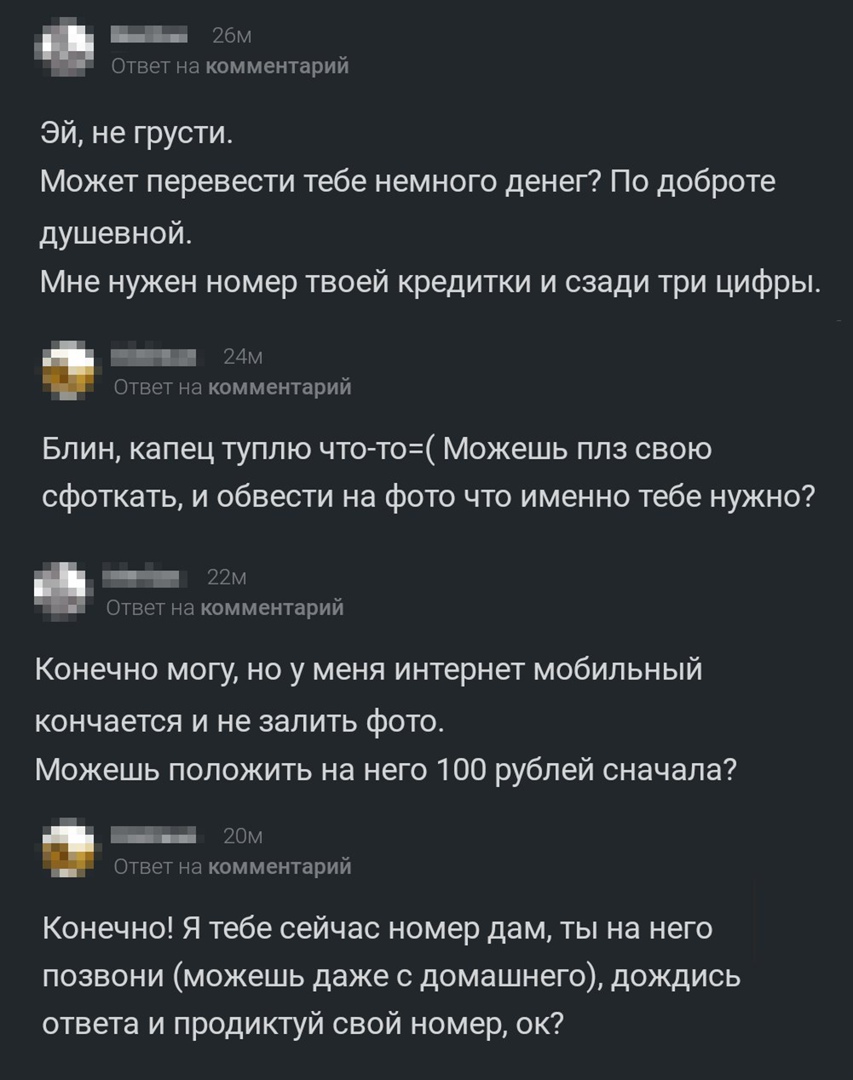 26м
Ответ на комментарий
Эй, не грусти.
Может перевести тебе немного денег? По доброте
душевной.
Мне нужен номер твоей кредитки и сзади три цифры.
24м
Ответ на комментарий
Блин, капец туплю что-то=( Можешь плз свою
сфоткать, и обвести на фото что именно тебе нужно?
22м
Ответ на комментарий
Конечно могу, но у меня интернет мобильный
кончается и не залить фото.
Можешь положить на него 100 рублей сначала?
20м
Ответ на комментарий
Конечно! Я тебе сейчас номер дам, ты на него
позвони (можешь даже с домашнего), дождись
ответа и продиктуй свой номер, ок?